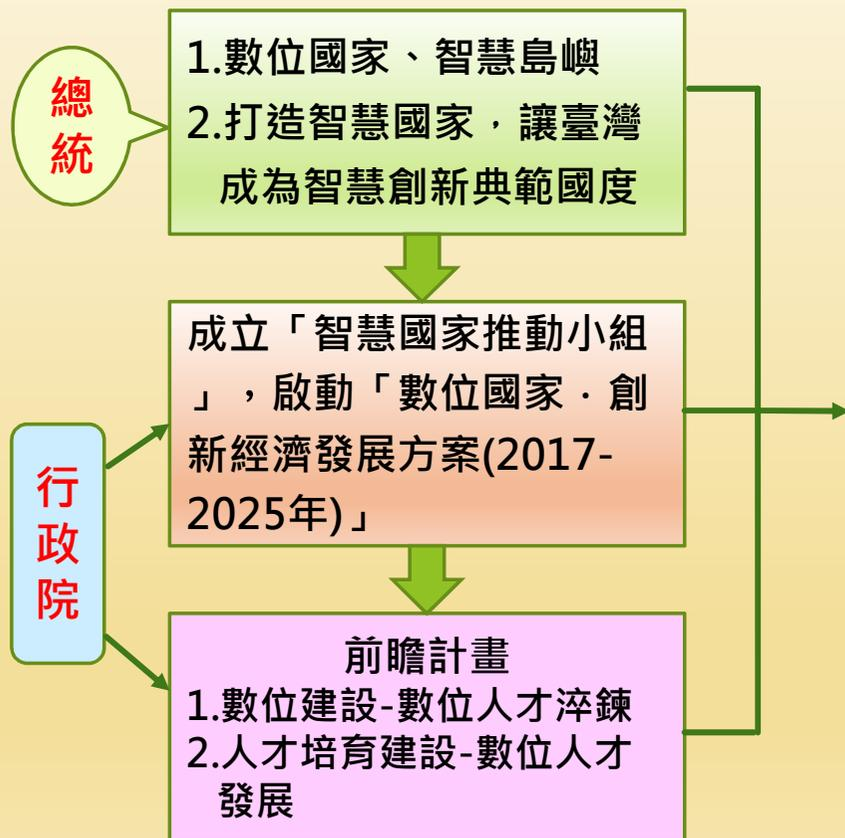 總
統
1.數位國家、智慧島嶼
2.打造智慧國家，讓臺灣
成為智慧創新典範國度
成立「智慧國家推動小組
」，啟動「數位國家．創
新經濟發展方案(2017-
2025年)」
行
政
院
前瞻計畫
1.數位建設-數位人才淬鍊
2.人才培育建設-數位人才
發展